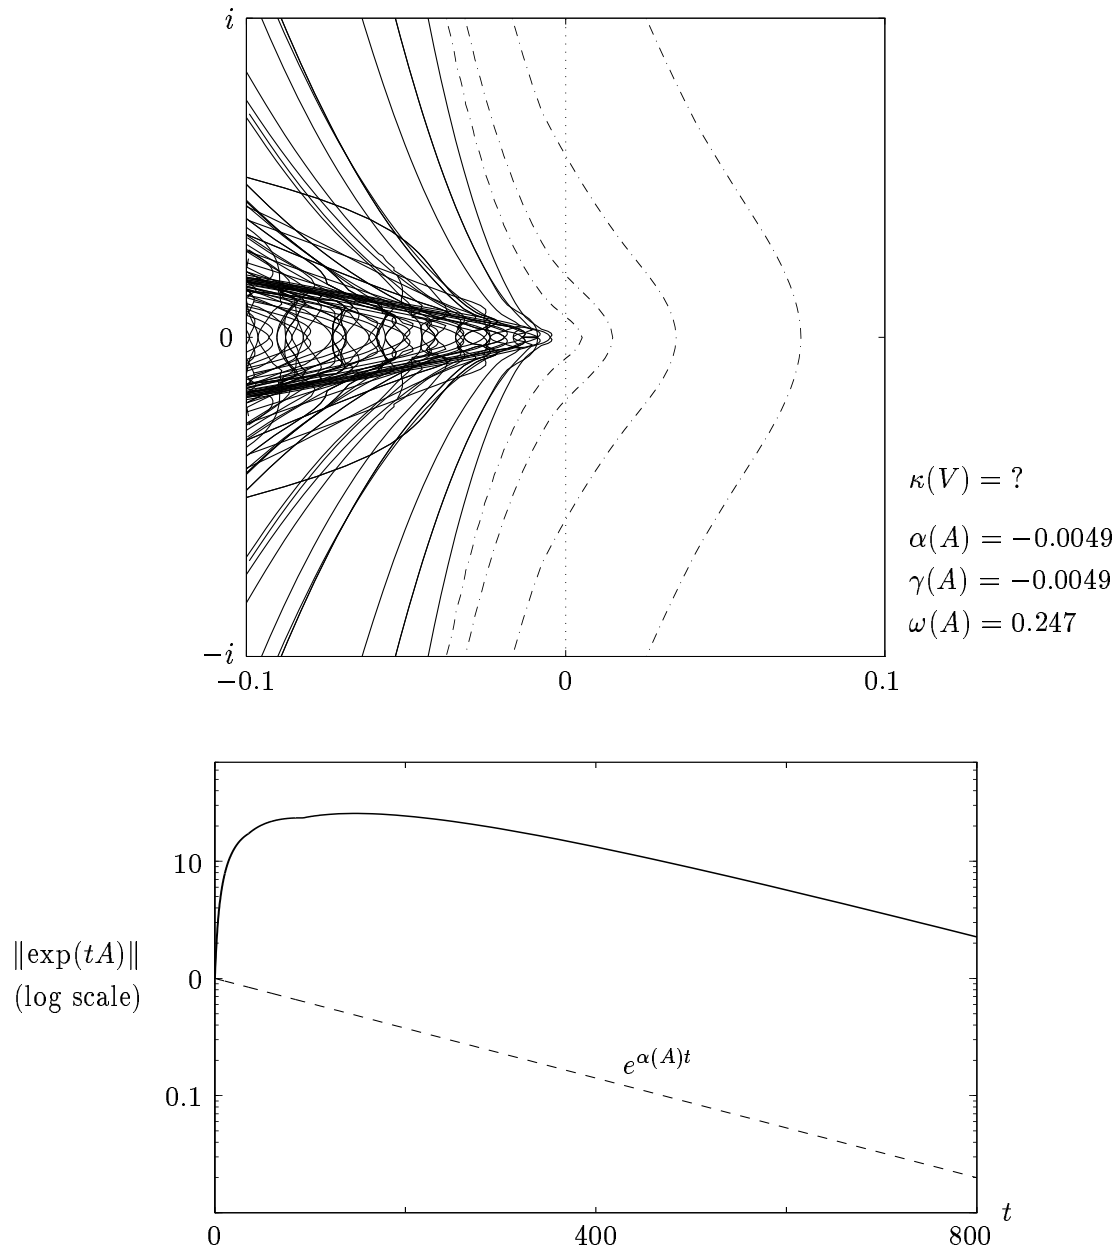 i
0
−i
−0.1
0
0.1
κ(V) = ?
α(A) = −0.0049
γ(A) = −0.0049
ω(A) = 0.247
10
‖exp(tA)‖
0
(log scale)
e^{α(A)t}
0.1
t
0
400
800